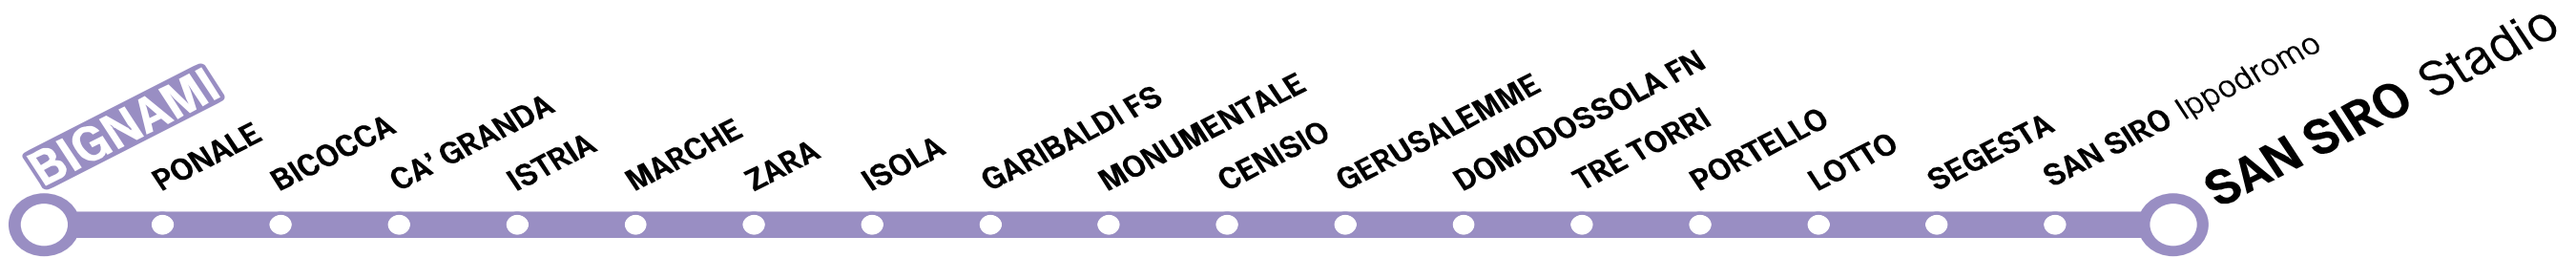 BIGNAMI
PONALE
BICOCCA
CA’ GRANDA
ISTRIA
MARCHE
ZARA
ISOLA
GARIBALDI FS
MONUMENTALE
CENISIO
GERUSALEMME
DOMODOSSOLA FN
TRE TORRI
PORTELLO
LOTTO
SEGESTA
SAN SIRO Ippodromo
SAN SIRO Stadio